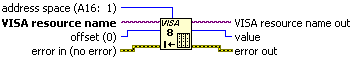 address space (A16: 1)
VISA resource name
offset (0)
error in (no error)
VISA
8
VISA resource name out
value
error out